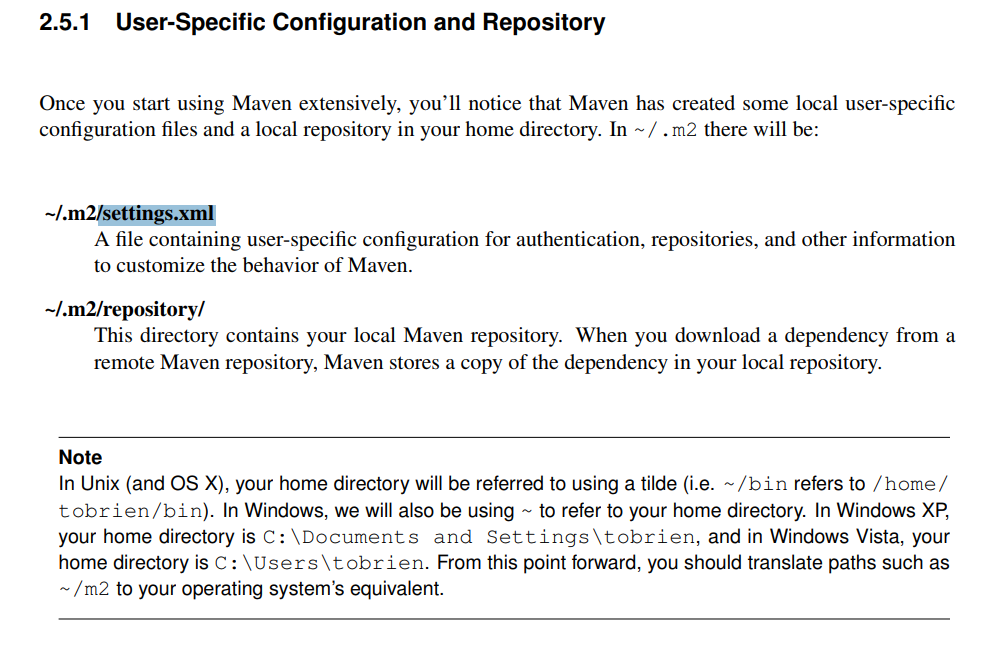 2.5.1 User-Specific Configuration and Repository
Once you start using Maven extensively, you’ll notice that Maven has created some local user-specific
configuration files and a local repository in your home directory. In ~/.m2 there will be:
~/.m2/settings.xml
A file containing user-specific configuration for authentication, repositories, and other information
to customize the behavior of Maven.
~/.m2/repository/
This directory contains your local Maven repository. When you download a dependency from a
remote Maven repository, Maven stores a copy of the dependency in your local repository.
Note
In Unix (and OS X), your home directory will be referred to using a tilde (i.e. ~/bin refers to /home/
tobrien/bin). In Windows, we will also be using ~ to refer to your home directory. In Windows XP,
your home directory is C:\Documents and Settings\tobrien, and in Windows Vista, your
home directory is C:\Users\tobrien. From this point forward, you should translate paths such as
~/m2 to your operating system’s equivalent.